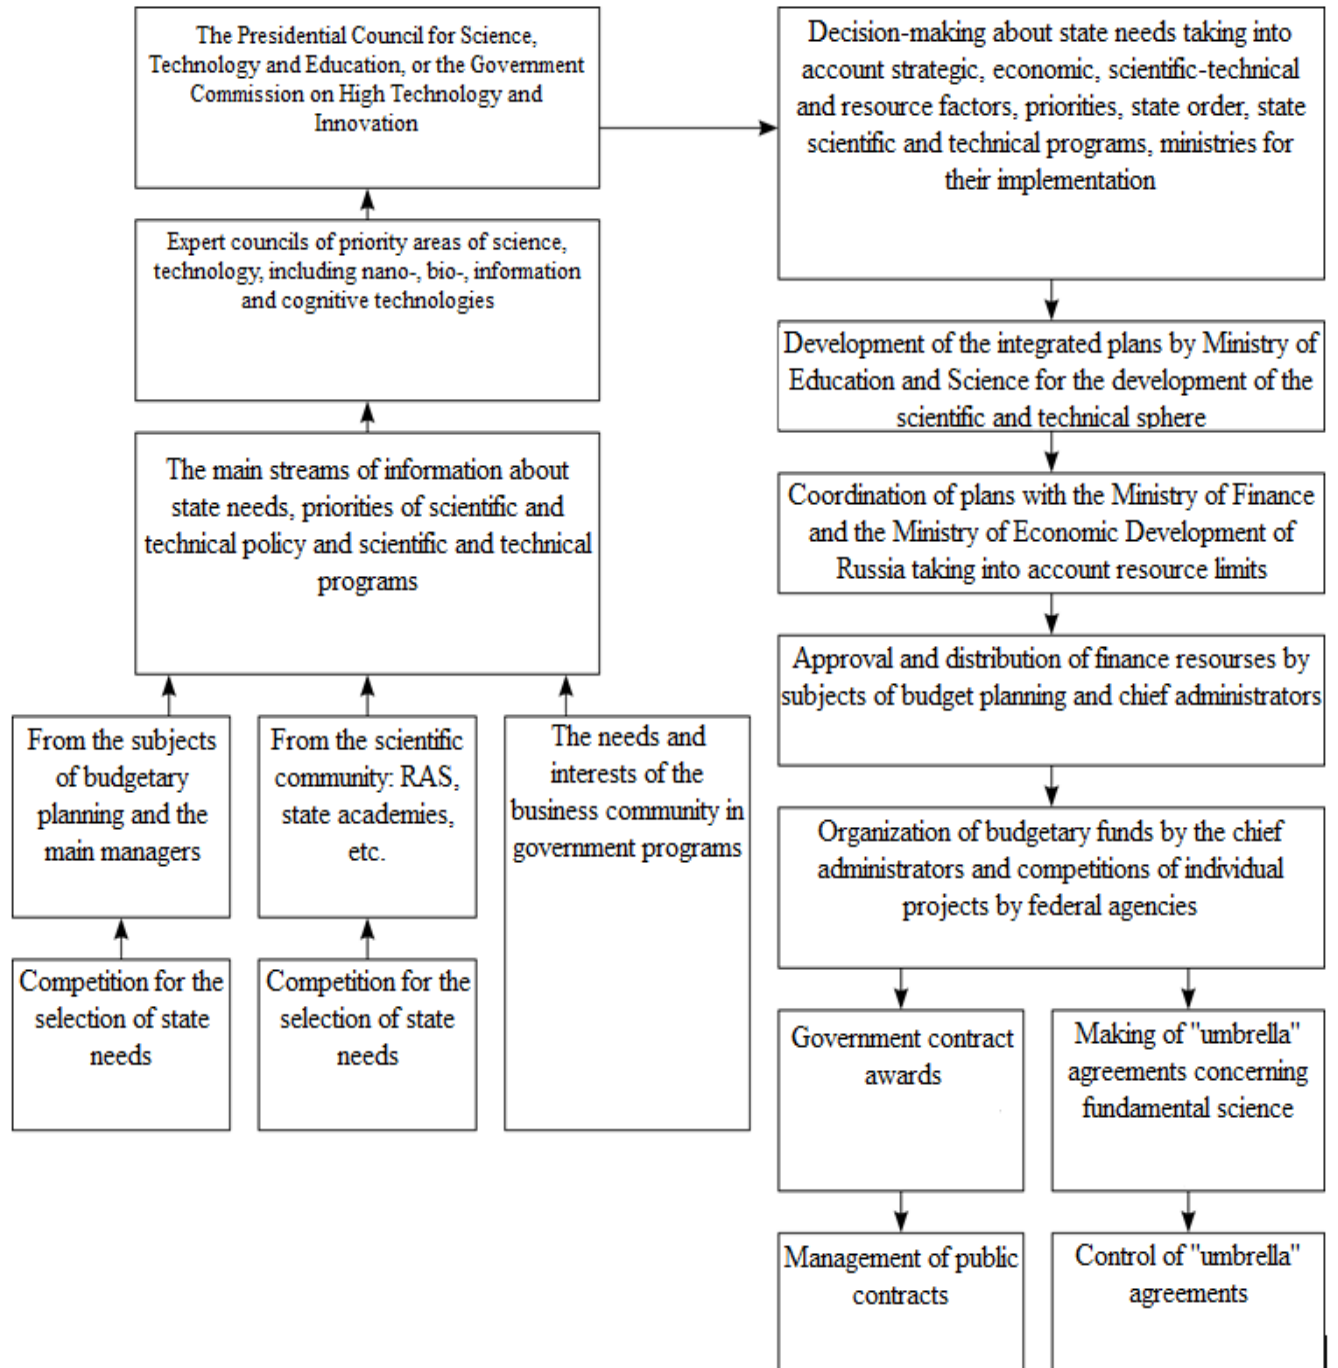 The Presidential Council for Science,
Technology and Education, or the Government
Commission on High Technology and
Innovation
Expert councils of priority areas of science,
technology, including nano-, bio-, information
and cognitive technologies
The main streams of information about
state needs, priorities of scientific and
technical policy and scientific and technical
programs
From the subjects
of budgetary
planning and the
main managers
From the scientific
community: RAS,
state academies,
etc.
The needs and
interests of the
business community in
government programs
Competition for the
selection of state
needs
Competition for the
selection of state
needs
Decision-making about state needs taking into
account strategic, economic, scientific-technical
and resource factors, priorities, state order, state
scientific and technical programs, ministries for
their implementation
Development of the integrated plans by Ministry of
Education and Science for the development of the
scientific and technical sphere
Coordination of plans with the Ministry of Finance
and the Ministry of Economic Development of
Russia taking into account resource limits
Approval and distribution of finance resourses by
subjects of budget planning and chief administrators
Organization of budgetary funds by the chief
administrators and competitions of individual
projects by federal agencies
Government contract
awards
Making of "umbrella"
agreements concerning
fundamental science
Management of public
contracts
Control of "umbrella"
agreements